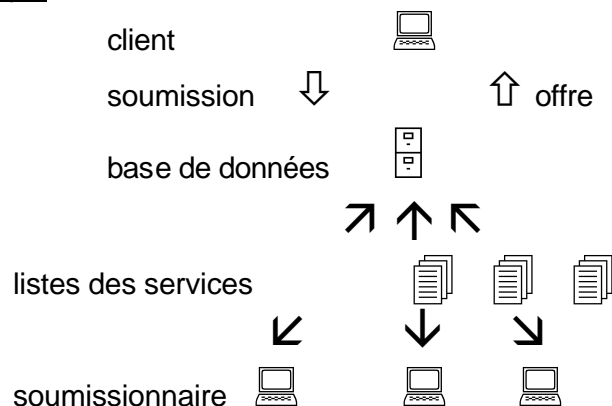 client
soumission offre
base de données
listes des services
soumissionnaire